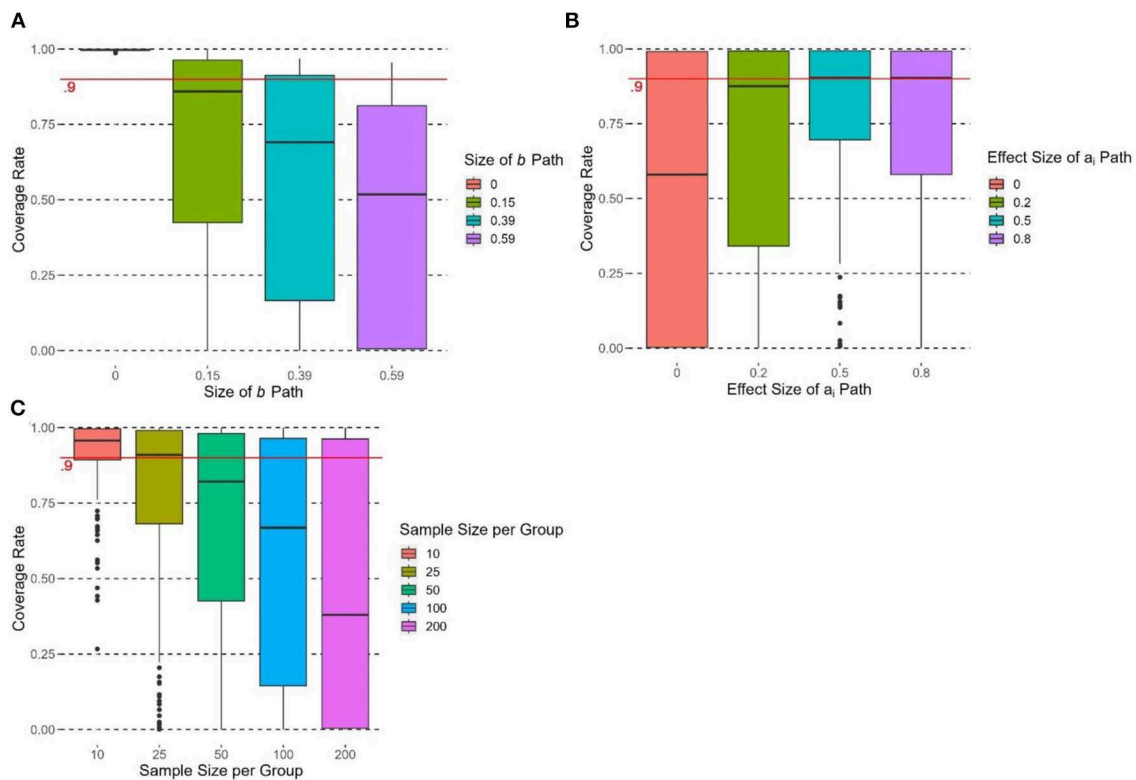 A
Coverage Rate
1.00
0.75
0.50
0.25
0.00
.9
0 0.15 0.39 0.59
Size of b Path
Size of b Path
0
0.15
0.39
0.59
B
Coverage Rate
1.00
0.75
0.50
0.25
0.00
.9
0 0.2 0.5 0.8
Effect Size of aᵢ Path
Effect Size of aᵢ Path
0
0.2
0.5
0.8
C
Coverage Rate
1.00
0.75
0.50
0.25
0.00
.9
10 25 50 100 200
Sample Size per Group
Sample Size per Group
10
25
50
100
200